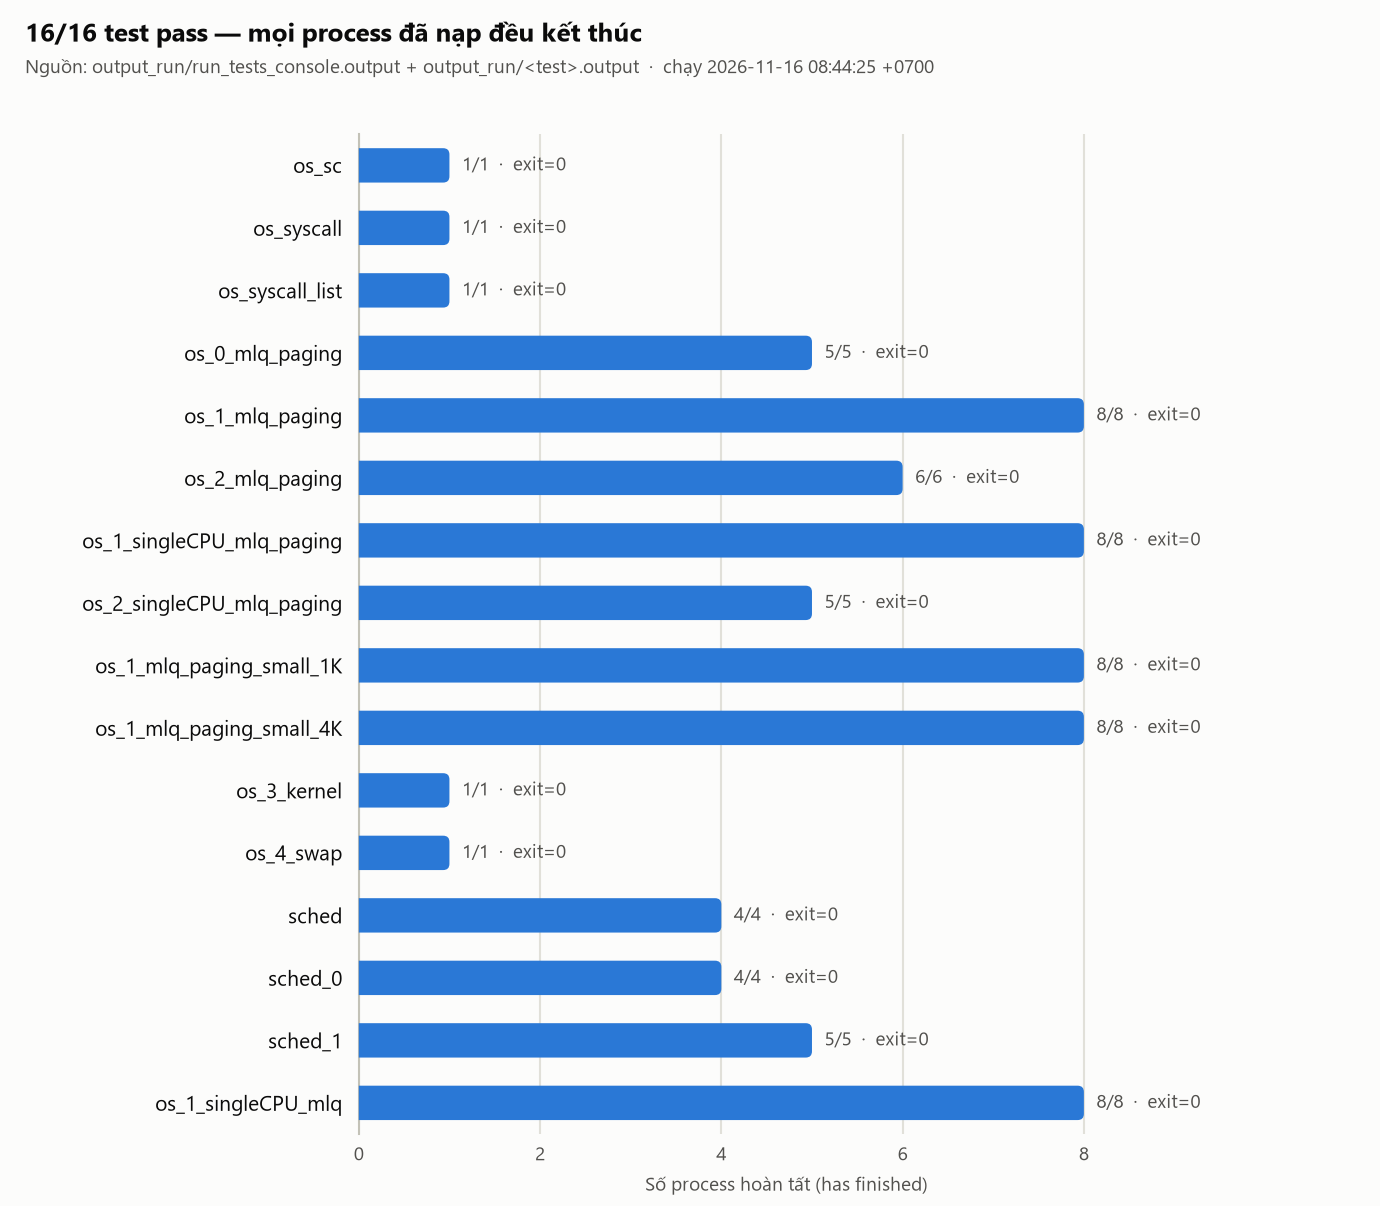 16/16 test pass — mọi process đã nạp đều kết thúc
Nguồn: output_run/run_tests_console.output + output_run/<test>.output · chạy 2026-11-16 08:44:25 +0700
os_sc 1/1 · exit=0
os_syscall 1/1 · exit=0
os_syscall_list 1/1 · exit=0
os_0_mlq_paging 5/5 · exit=0
os_1_mlq_paging 8/8 · exit=0
os_2_mlq_paging 6/6 · exit=0
os_1_singleCPU_mlq_paging 8/8 · exit=0
os_2_singleCPU_mlq_paging 5/5 · exit=0
os_1_mlq_paging_small_1K 8/8 · exit=0
os_1_mlq_paging_small_4K 8/8 · exit=0
os_3_kernel 1/1 · exit=0
os_4_swap 1/1 · exit=0
sched 4/4 · exit=0
sched_0 4/4 · exit=0
sched_1 5/5 · exit=0
os_1_singleCPU_mlq 8/8 · exit=0
0 2 4 6 8
Số process hoàn tất (has finished)